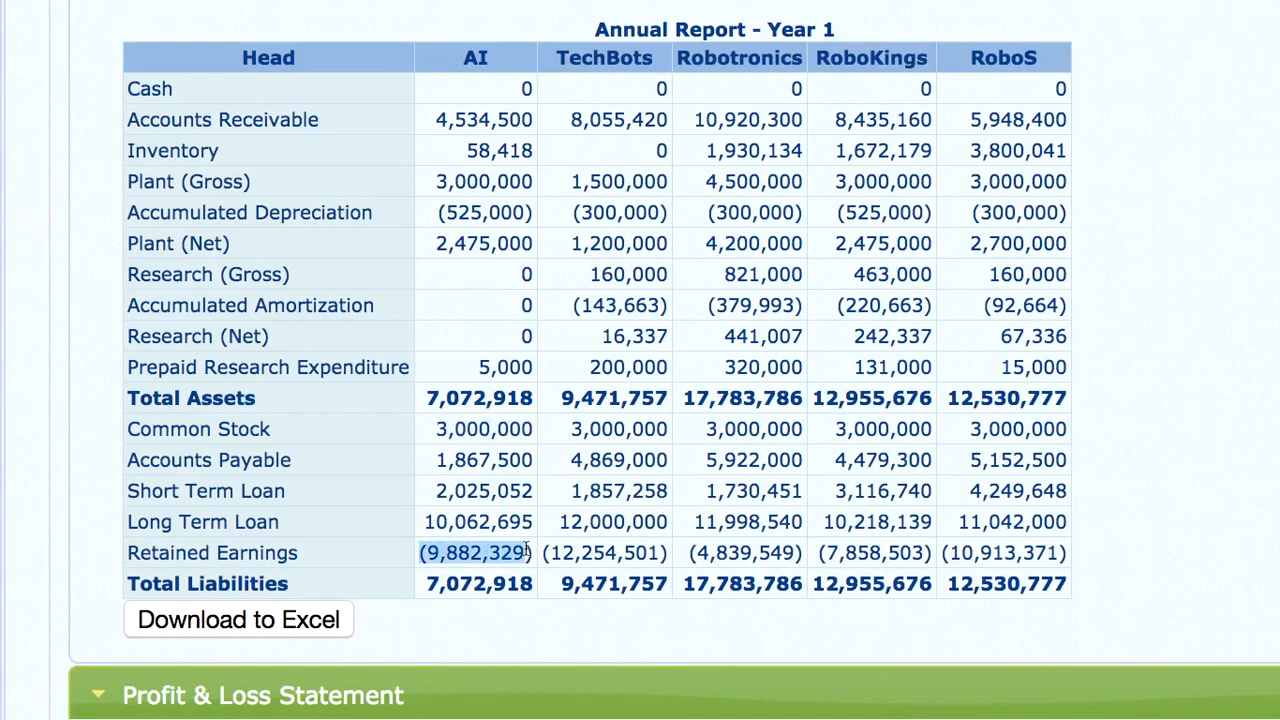 Annual Report - Year 1
Head AI TechBots Robotronics RoboKings RoboS
Cash 0 0 0 0 0
Accounts Receivable 4,534,500 8,055,420 10,920,300 8,435,160 5,948,400
Inventory 58,418 0 1,930,134 1,672,179 3,800,041
Plant (Gross) 3,000,000 1,500,000 4,500,000 3,000,000 3,000,000
Accumulated Depreciation (525,000) (300,000) (300,000) (525,000) (300,000)
Plant (Net) 2,475,000 1,200,000 4,200,000 2,475,000 2,700,000
Research (Gross) 0 160,000 821,000 463,000 160,000
Accumulated Amortization 0 (143,663) (379,993) (220,663) (92,664)
Research (Net) 0 16,337 441,007 242,337 67,336
Prepaid Research Expenditure 5,000 200,000 320,000 131,000 15,000
Total Assets 7,072,918 9,471,757 17,783,786 12,955,676 12,530,777
Common Stock 3,000,000 3,000,000 3,000,000 3,000,000 3,000,000
Accounts Payable 1,867,500 4,869,000 5,922,000 4,479,300 5,152,500
Short Term Loan 2,025,052 1,857,258 1,730,451 3,116,740 4,249,648
Long Term Loan 10,062,695 12,000,000 11,998,540 10,218,139 11,042,000
Retained Earnings (9,882,329) (12,254,501) (4,839,549) (7,858,503) (10,913,371)
Total Liabilities 7,072,918 9,471,757 17,783,786 12,955,676 12,530,777
Download to Excel
Profit & Loss Statement